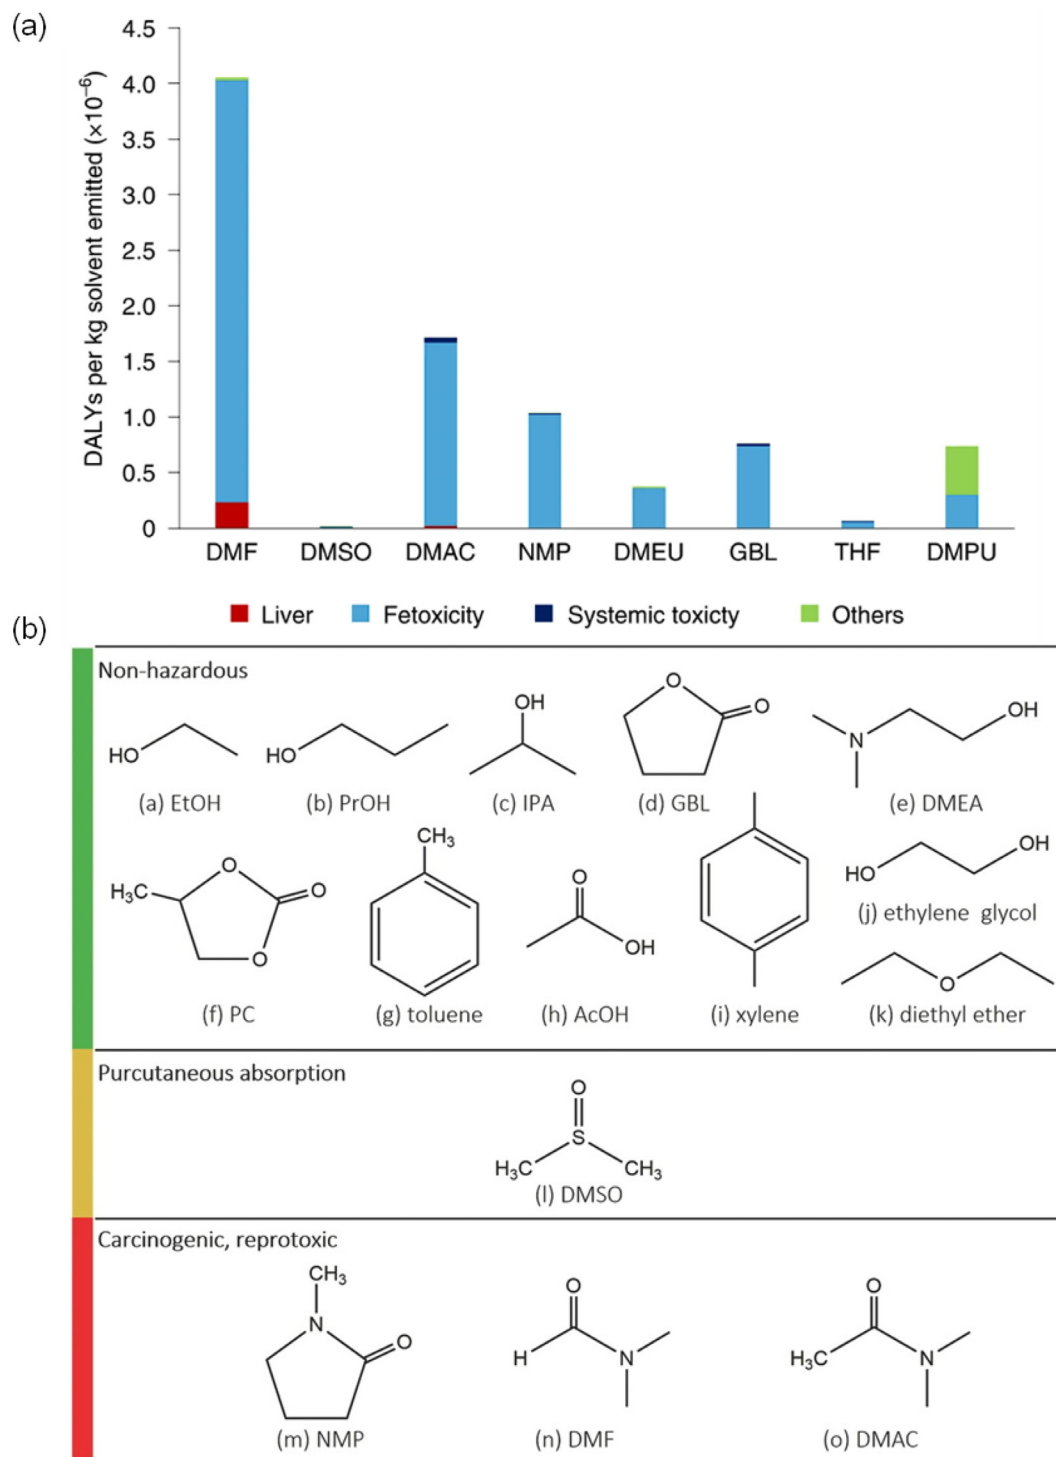 (a)
DALYs per kg solvent emitted (×10⁻⁶)
4.5
4.0
3.5
3.0
2.5
2.0
1.5
1.0
0.5
0
DMF DMSO DMAC NMP DMEU GBL THF DMPU
Liver Fetoxicity Systemic toxicty Others
(b)
Non-hazardous
HO
HO
OH
O
O
N
OH
(a) EtOH (b) PrOH (c) IPA (d) GBL (e) DMEA
H₃C
O
O
O
CH₃
O
OH
HO
OH
(j) ethylene glycol
O
(f) PC (g) toluene (h) AcOH (i) xylene (k) diethyl ether
Purcutaneous absorption
O
S
H₃C
CH₃
(l) DMSO
Carcinogenic, reprotoxic
CH₃
N
O
O
H
N
O
H₃C
N
(m) NMP (n) DMF (o) DMAC